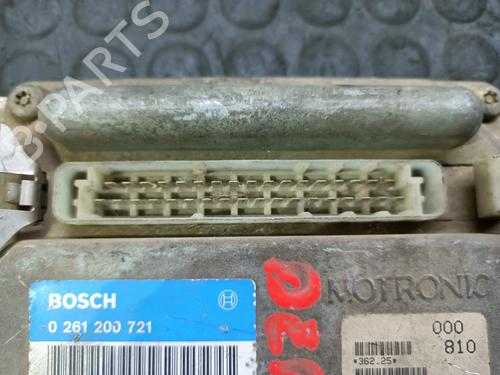 B-PARTS
BOSCH
0 261 200 721
MOTRONIC
000
810
*362.25*